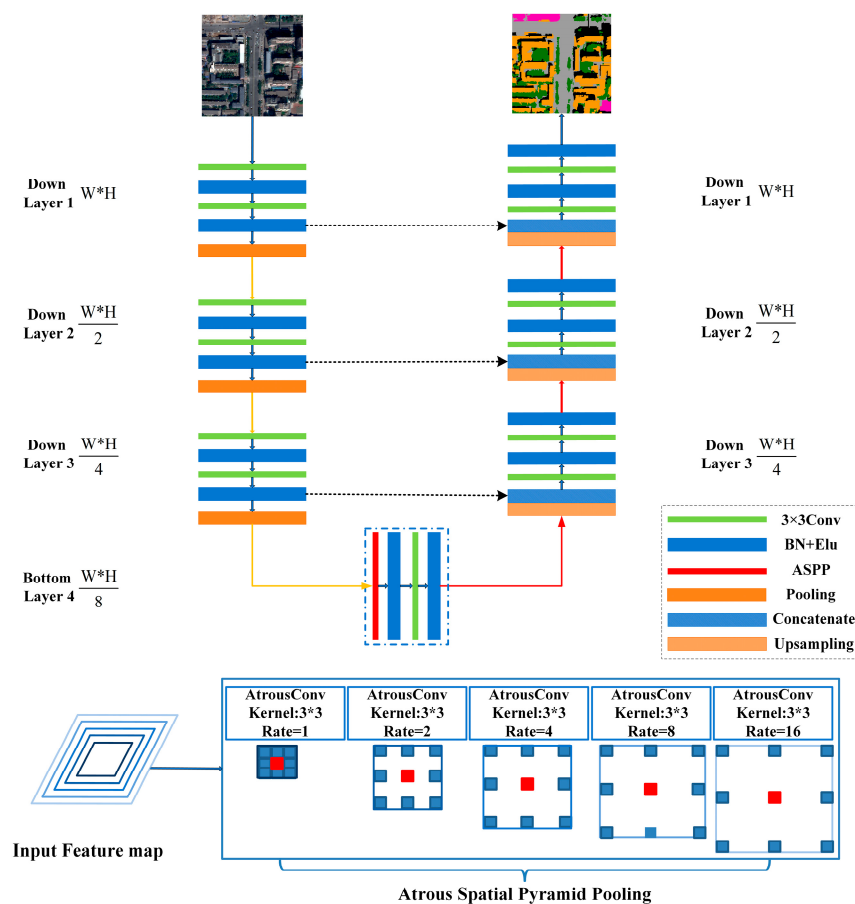 Down
Layer 1 W*H
Down
Layer 1 W*H
Down
Layer 2 W*H
2
Down
Layer 2 W*H
2
Down
Layer 3 W*H
4
Down
Layer 3 W*H
4
Bottom
Layer 4 W*H
8
3×3Conv
BN+Elu
ASPP
Pooling
Concatenate
Upsampling
AtrousConv
Kernel:3*3
Rate=1
AtrousConv
Kernel:3*3
Rate=2
AtrousConv
Kernel:3*3
Rate=4
AtrousConv
Kernel:3*3
Rate=8
AtrousConv
Kernel:3*3
Rate=16
Input Feature map
Atrous Spatial Pyramid Pooling